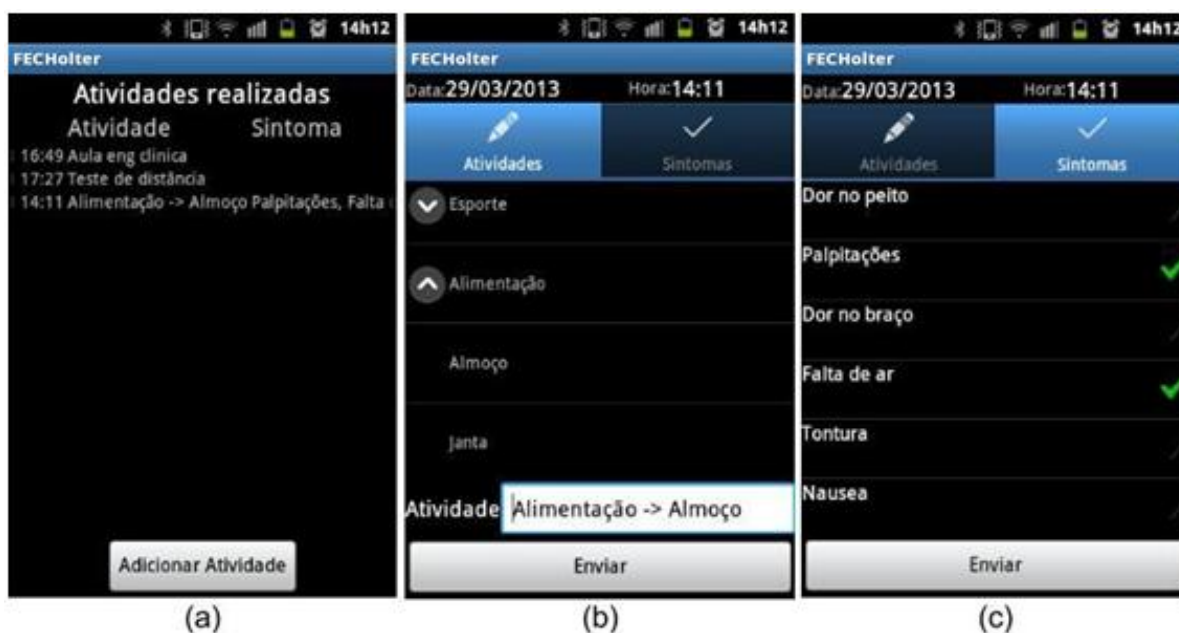 14h12
FECHolter
Atividades realizadas
Atividade Sintoma
16:49 Aula eng clinica
17:27 Teste de distância
14:11 Alimentação -> Almoço Palpitações, Falta
Adicionar Atividade
(a)
14h12
FECHolter
Data:29/03/2013 Hora:14:11
Atividades Sintomas
Esporte
Alimentação
Almoço
Janta
Atividade Alimentação -> Almoço
Enviar
(b)
14h12
FECHolter
Data:29/03/2013 Hora:14:11
Atividades Sintomas
Dor no peito
Palpitações
Dor no braço
Falta de ar
Tontura
Nausea
Enviar
(c)